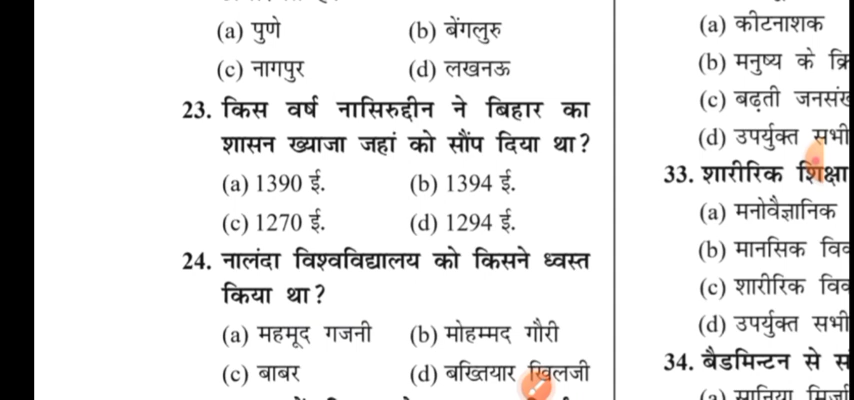 (a) पुणे (b) बेंगलुरु
(c) नागपुर (d) लखनऊ
23. किस वर्ष नासिरुद्दीन ने बिहार का
शासन ख्वाजा जहां को सौंप दिया था?
(a) 1390 ई. (b) 1394 ई.
(c) 1270 ई. (d) 1294 ई.
24. नालंदा विश्वविद्यालय को किसने ध्वस्त
किया था?
(a) महमूद गजनी (b) मोहम्मद गौरी
(c) बाबर (d) बख्तियार खिलजी
(a) कीटनाशक
(b) मनुष्य के
(c) बढ़ती
(d) उपर्युक्त सभी
33. शारीरिक शिक्षा
(a) मनोवैज्ञानिक
(b) मानसिक
(c) शारीरिक
(d) उपर्युक्त सभी
34. बैडमिन्टन से
(a) सानिया